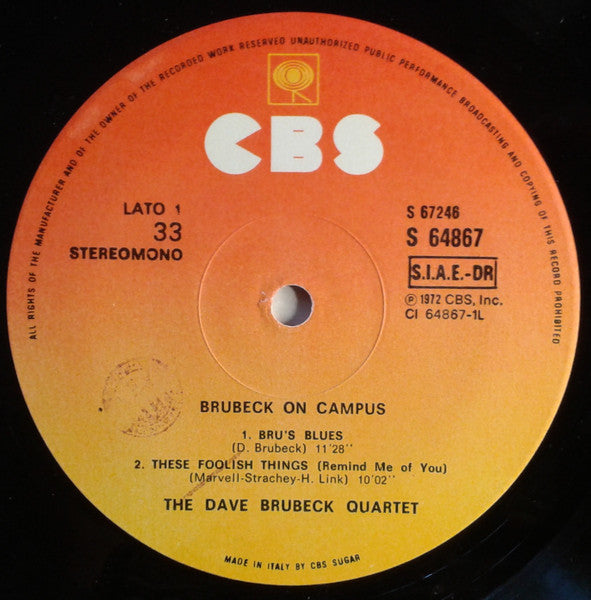 ALL RIGHTS OF THE MANUFACTURER AND OF THE OWNER OF THE RECORDED WORK RESERVED UNAUTHORIZED PUBLIC PERFORMANCE BROADCASTING AND COPYING OF THIS RECORD PROHIBITED
CBS
LATO 1
33
STEREOMONO
S 67246
S 64867
S.I.A.E.-DR
℗ 1972 CBS, Inc.
CI 64867-1L
BRUBECK ON CAMPUS
1. BRU'S BLUES
(D. Brubeck) 11'28''
2. THESE FOOLISH THINGS (Remind Me of You)
(Marvell-Strachey-H. Link) 10'02''
THE DAVE BRUBECK QUARTET
MADE IN ITALY BY CBS SUGAR